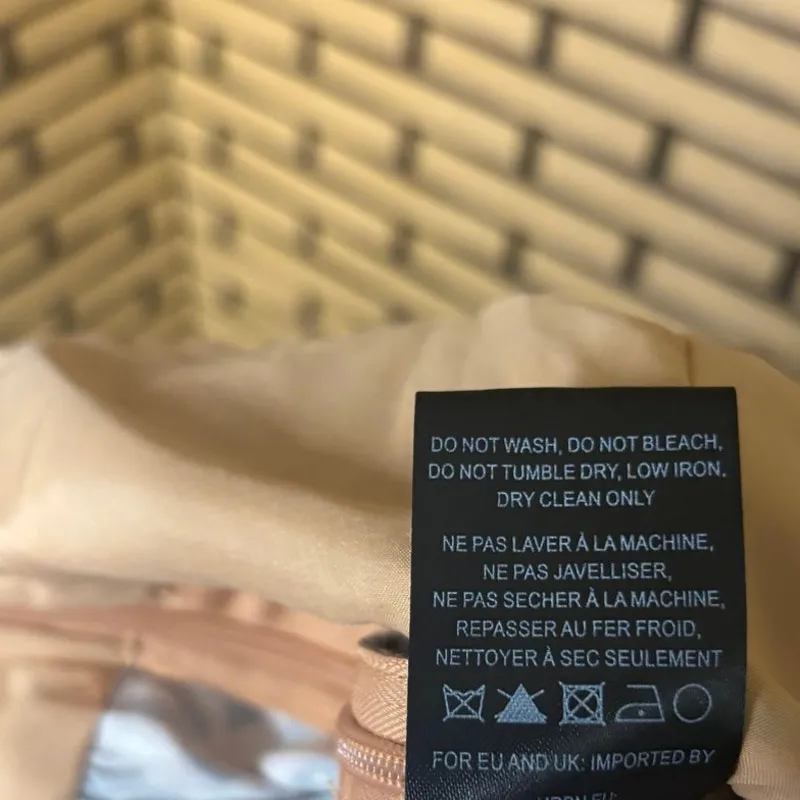 DO NOT WASH, DO NOT BLEACH,
DO NOT TUMBLE DRY, LOW IRON.
DRY CLEAN ONLY
NE PAS LAVER À LA MACHINE,
NE PAS JAVELLISER,
NE PAS SECHER À LA MACHINE,
REPASSER AU FER FROID,
NETTOYER À SEC SEULEMENT
FOR EU AND UK: IMPORTED BY